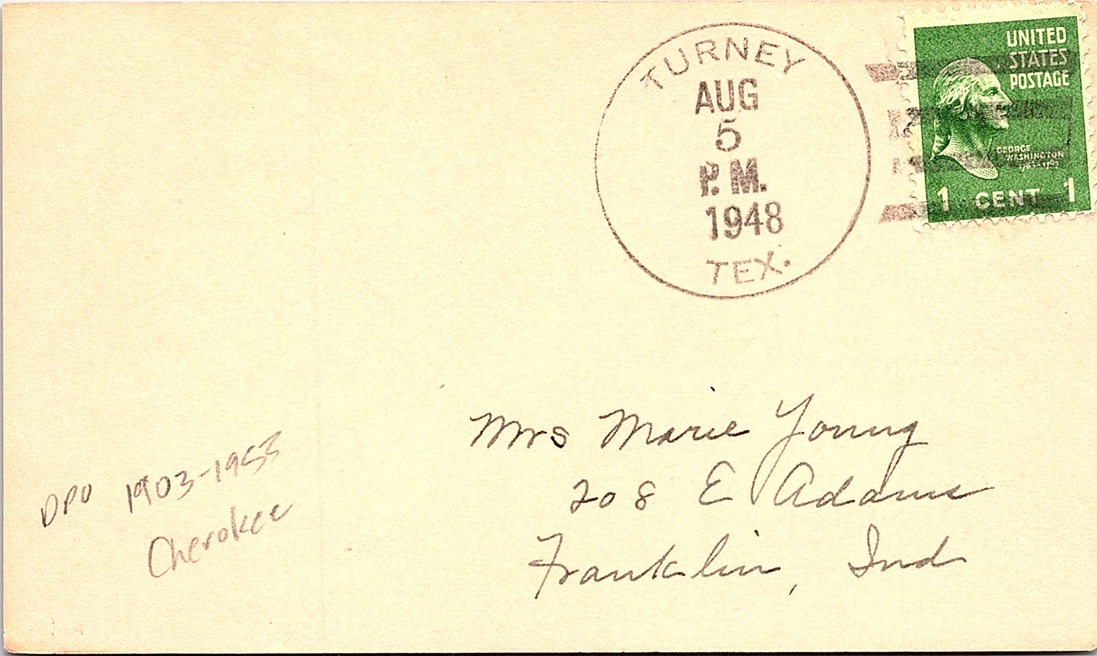 TURNEY
AUG
5
P. M.
1948
TEX.
UNITED
STATES
POSTAGE
GEORGE
WASHINGTON
1 CENT 1
Mrs Marie Young
208 E Adams
Franklin, Ind
DPO 1903-1953
Cherokee